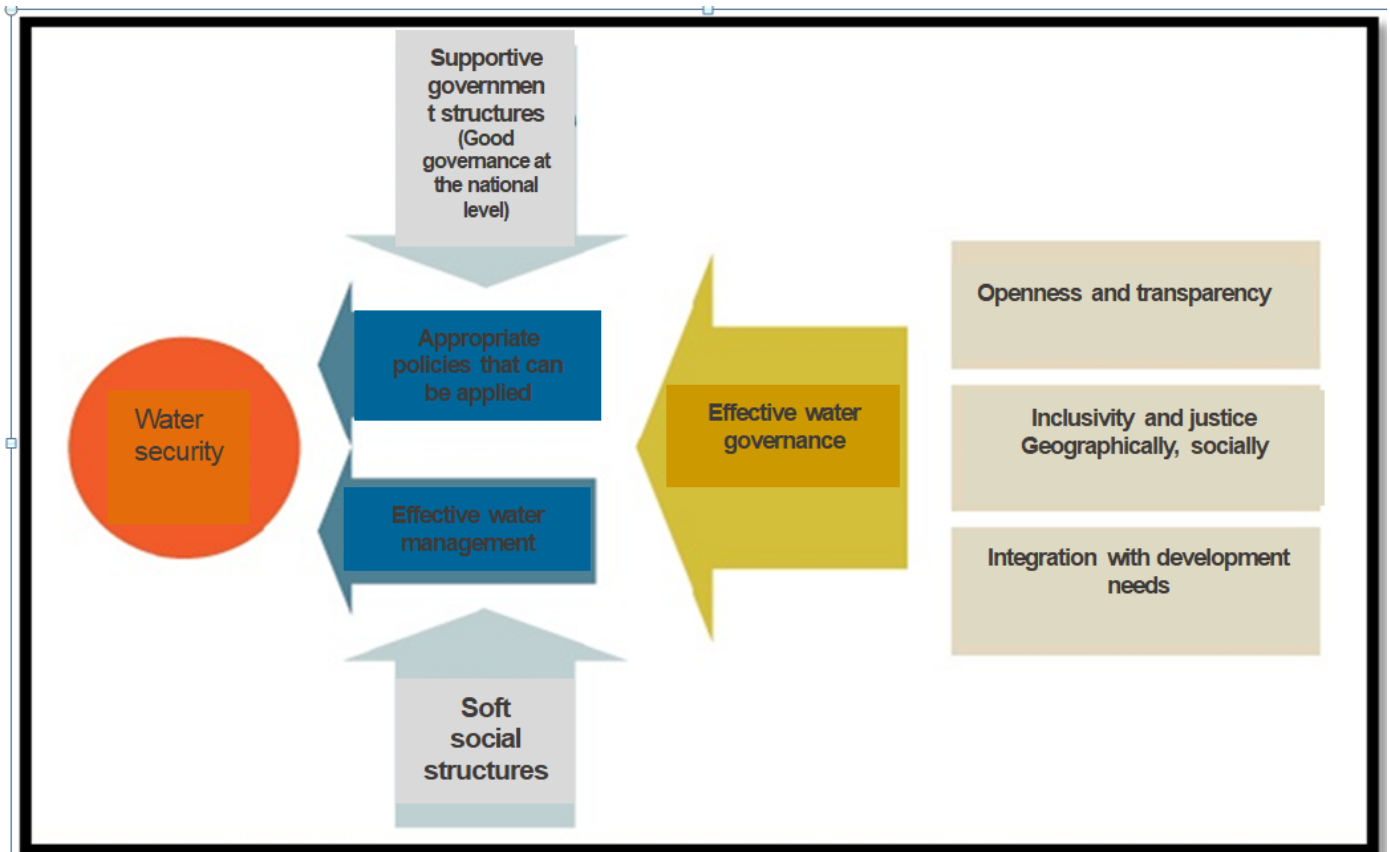 Supportive
governmen
t structures
(Good
governance at
the national
level)
Appropriate
policies that can
be applied
Water
security
Effective water
management
Soft
social
structures
Effective water
governance
Openness and transparency
Inclusivity and justice
Geographically, socially
Integration with development
needs